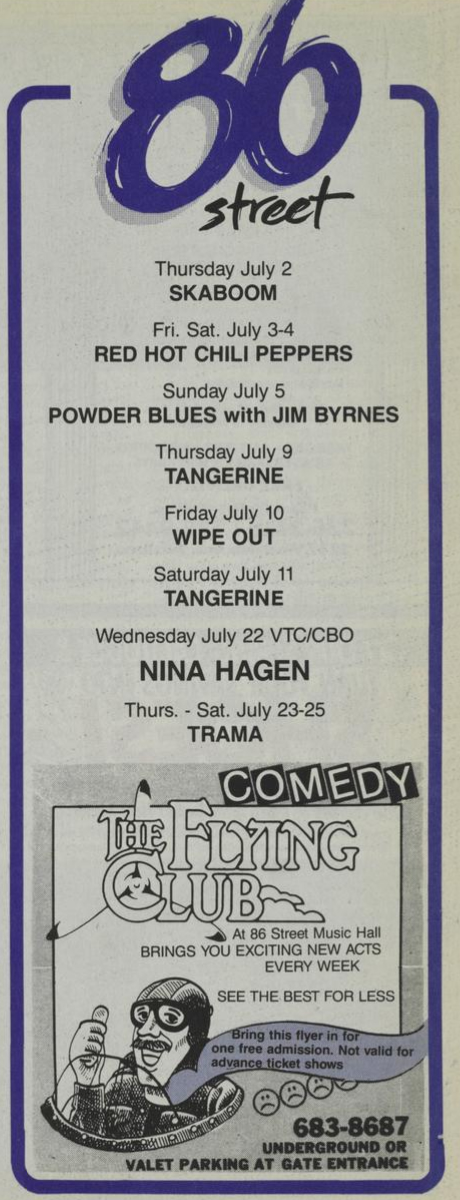 86
street
Thursday July 2
SKABOOM
Fri. Sat. July 3-4
RED HOT CHILI PEPPERS
Sunday July 5
POWDER BLUES with JIM BYRNES
Thursday July 9
TANGERINE
Friday July 10
WIPE OUT
Saturday July 11
TANGERINE
Wednesday July 22 VTC/CBO
NINA HAGEN
Thurs. - Sat. July 23-25
TRAMA
COMEDY
THE FLYING
CLUB
At 86 Street Music Hall
BRINGS YOU EXCITING NEW ACTS
EVERY WEEK
SEE THE BEST FOR LESS
Bring this flyer in for
one free admission. Not valid for
advance ticket shows
683-8687
UNDERGROUND OR
VALET PARKING AT GATE ENTRANCE